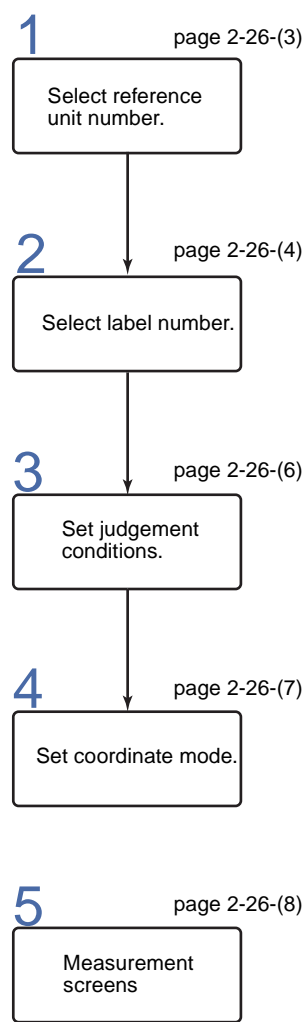 1
page 2-26-(3)
Select reference
unit number.
2
page 2-26-(4)
Select label number.
3
page 2-26-(6)
Set judgement
conditions.
4
page 2-26-(7)
Set coordinate mode.
5
page 2-26-(8)
Measurement
screens